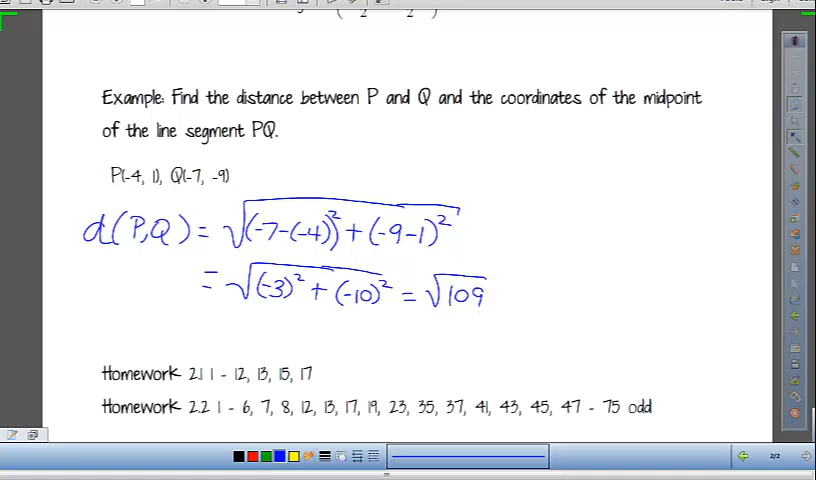 2 2
Example: Find the distance between P and Q and the coordinates of the midpoint
of the line segment PQ.
P(-4, 1), Q(-7, -9)
d(P,Q) = √((-7-(-4))² + (-9-1)²
= √((-3)² + (-10)² = √109
Homework 2.1 1 - 12, 13, 15, 17
Homework 2.2 1 - 6, 7, 8, 12, 13, 17, 19, 23, 35, 37, 41, 43, 45, 47 - 75 odd
2/2